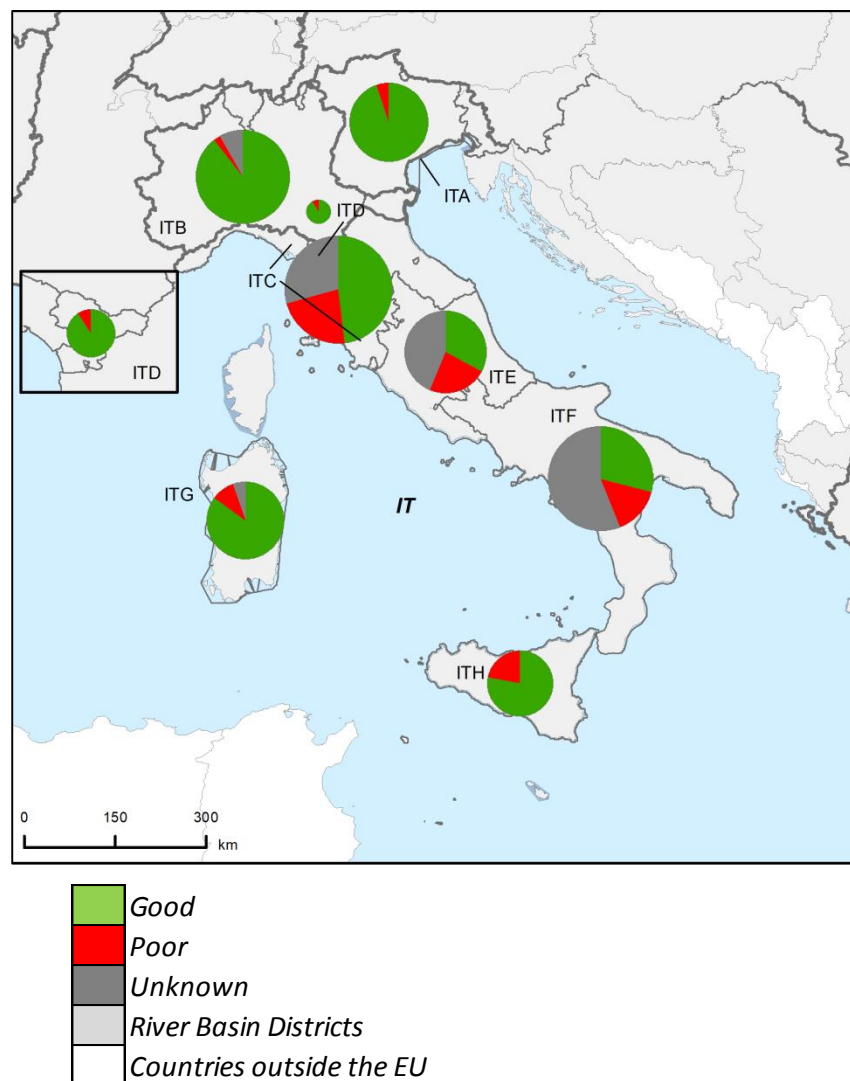 ITA
ITD
ITB
ITC
ITD
ITE
ITF
ITG
IT
ITH
0 150 300
km
Good
Poor
Unknown
River Basin Districts
Countries outside the EU